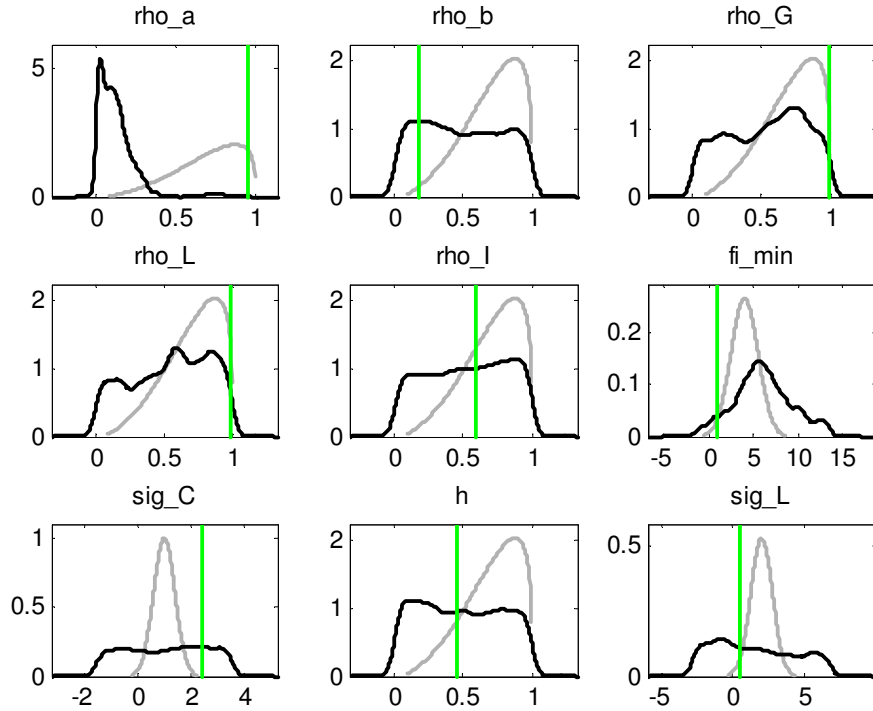 rho_a rho_b rho_G
5 0 0 0.5 1
2 1 0 0 0.5 1
2 1 0 0 0.5 1
rho_L rho_I fi_min
2 1 0 0 0.5 1
2 1 0 0 0.5 1
0.2 0.1 0 -5 0 5 10 15
sig_C h sig_L
1 0.5 0 -2 0 2 4
2 1 0 0 0.5 1
0.5 0 -5 0 5